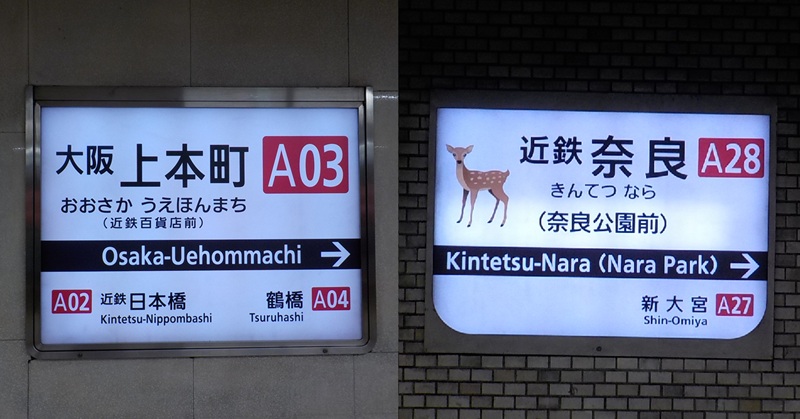 大阪 上本町 A03
おおさか うえほんまち
（近鉄百貨店前）
Osaka-Uehommachi →
A02 近鉄日本橋 鶴橋 A04
Kintetsu-Nippombashi Tsuruhashi
近鉄 奈良 A28
きんてつ なら
（奈良公園前）
Kintetsu-Nara (Nara Park) →
新大宮 A27
Shin-Omiya